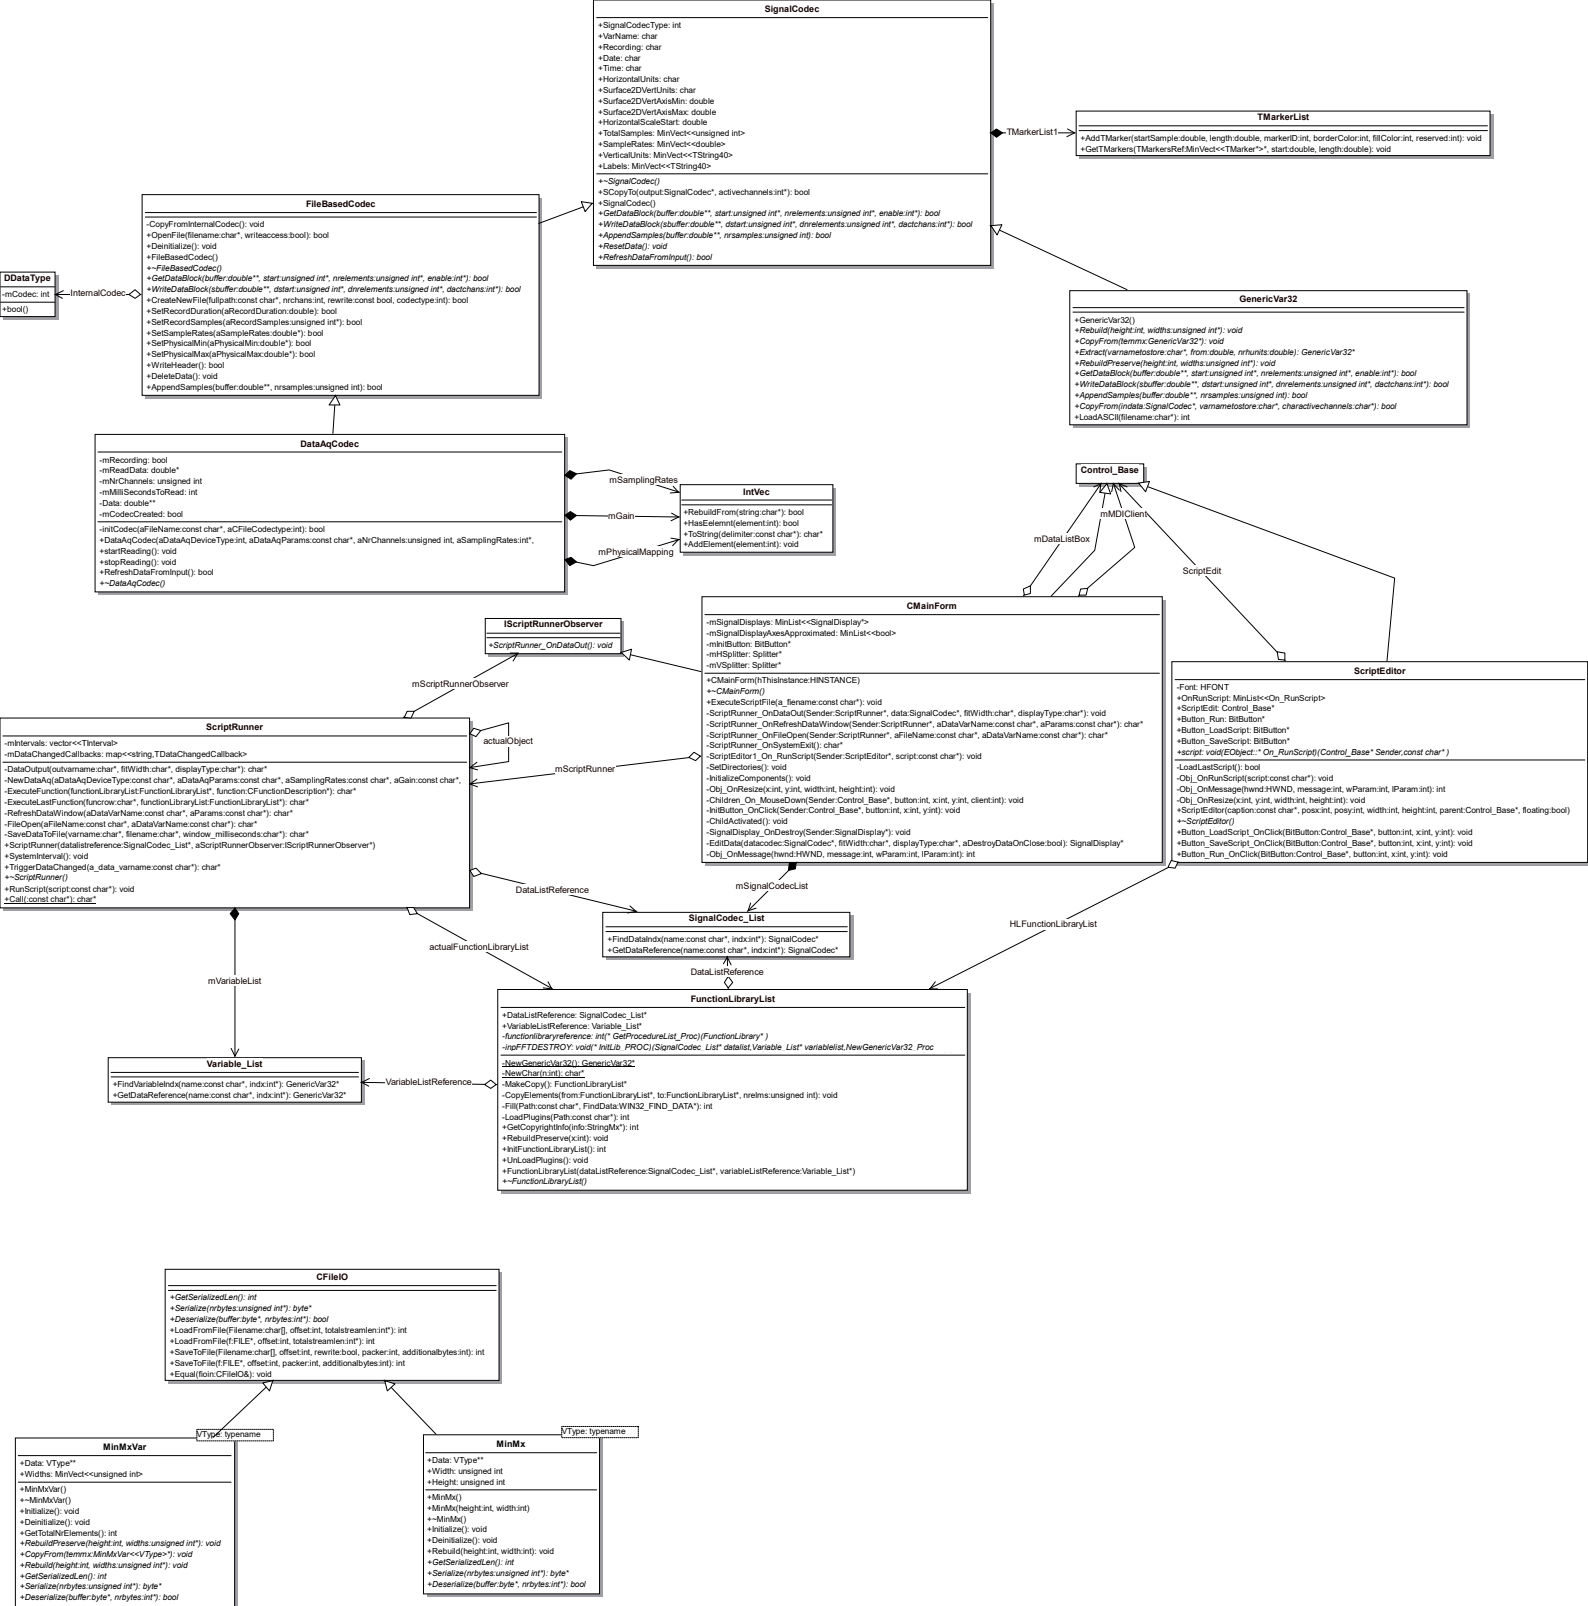 SignalCodec
+SignalCodecType: int
+VarName: char
+Recording: char
+Date: char
+Time: char
+HorizontalUnits: char
+Surface2DVertUnits: char
+Surface2DVertAxisMin: double
+Surface2DVertAxisMax: double
+HorizontalScaleStart: double
+TotalSamples: MinVect<<unsigned int>
+SampleRates: MinVect<<double>
+VerticalUnits: MinVect<<TString40>
+Labels: MinVect<<TString40>
+~SignalCodec()
+SCopyTo(output:SignalCodec*, activechannels:int*): bool
+SignalCodec()
+GetDataBlock(buffer:double**, start:unsigned int*, nrelements:unsigned int*, enable:int*): bool
+WriteDataBlock(sbuffer:double**, dstart:unsigned int*, dnrelements:unsigned int*, dactchans:int*): bool
+AppendSamples(buffer:double**, nrsamples:unsigned int): bool
+ResetData(): void
+RefreshDataFromInput(): bool
TMarkerList1
TMarkerList
+AddTMarker(startSample:double, length:double, markerID:int, borderColor:int, fillColor:int, reserved:int): void
+GetTMarkers(TMarkersRef:MinVect<<TMarker*>*, start:double, length:double): void
FileBasedCodec
-CopyFromInternalCodec(): void
+OpenFile(filename:char*, writeaccess:bool): bool
+Deinitialize(): void
+FileBasedCodec()
+~FileBasedCodec()
+GetDataBlock(buffer:double**, start:unsigned int*, nrelements:unsigned int*, enable:int*): bool
+WriteDataBlock(sbuffer:double**, dstart:unsigned int*, dnrelements:unsigned int*, dactchans:int*): bool
+CreateNewFile(fullpath:const char*, nrchans:int, rewrite:const bool, codectype:int): bool
+SetRecordDuration(aRecordDuration:double): bool
+SetRecordSamples(aRecordSamples:unsigned int*): bool
+SetSampleRates(aSampleRates:double*): bool
+SetPhysicalMin(aPhysicalMin:double*): bool
+SetPhysicalMax(aPhysicalMax:double*): bool
+WriteHeader(): bool
+DeleteData(): void
+AppendSamples(buffer:double**, nrsamples:unsigned int): bool
DDataType
-mCodec: int
+bool()
InternalCodec
GenericVar32
+GenericVar32()
+Rebuild(height:int, widths:unsigned int*): void
+CopyFrom(temmx:GenericVar32*): void
+Extract(varnametostore:char*, from:double, nrhunits:double): GenericVar32*
+RebuildPreserve(height:int, widths:unsigned int*): void
+GetDataBlock(buffer:double**, start:unsigned int*, nrelements:unsigned int*, enable:int*): bool
+WriteDataBlock(sbuffer:double**, dstart:unsigned int*, dnrelements:unsigned int*, dactchans:int*): bool
+AppendSamples(buffer:double**, nrsamples:unsigned int): bool
+CopyFrom(indata:SignalCodec*, varnametostore:char*, charactivechannels:char*): bool
+LoadASCII(filename:char*): int
DataAqCodec
-mRecording: bool
-mReadData: double*
-mNrChannels: unsigned int
-mMilliSecondsToRead: int
-Data: double**
-mCodecCreated: bool
-initCodec(aFileName:const char*, aCFileCodectype:int): bool
+DataAqCodec(aDataAqDeviceType:int, aDataAqParams:const char*, aNrChannels:unsigned int, aSamplingRates:int*,
+startReading(): void
+stopReading(): void
+RefreshDataFromInput(): bool
+~DataAqCodec()
mSamplingRates
mGain
mPhysicalMapping
IntVec
+RebuildFrom(string:char*): bool
+HasEelemnt(element:int): bool
+ToString(delimiter:const char*): char*
+AddElement(element:int): void
Control_Base
mMDIClient
mDataListBox
ScriptEdit
IScriptRunnerObserver
+ScriptRunner_OnDataOut(): void
mScriptRunnerObserver
CMainForm
-mSignalDisplays: MinList<<SignalDisplay*>
-mSignalDisplayAxesApproximated: MinList<<bool>
-mInitButton: BitButton*
-mHSplitter: Splitter*
-mVSplitter: Splitter*
+CMainForm(hThisInstance:HINSTANCE)
+~CMainForm()
+ExecuteScriptFile(a_fiename:const char*): void
-ScriptRunner_OnDataOut(Sender:ScriptRunner*, data:SignalCodec*, fitWidth:char*, displayType:char*): void
-ScriptRunner_OnRefreshDataWindow(Sender:ScriptRunner*, aDataVarName:const char*, aParams:const char*): char*
-ScriptRunner_OnFileOpen(Sender:ScriptRunner*, aFileName:const char*, aDataVarName:const char*): char*
-ScriptRunner_OnSystemExit(): char*
-ScriptEditor1_On_RunScript(Sender:ScriptEditor*, script:const char*): void
-SetDirectories(): void
-InitializeComponents(): void
-Obj_OnResize(x:int, y:int, width:int, height:int): void
-Children_On_MouseDown(Sender:Control_Base*, button:int, x:int, y:int, client:int): void
-InitButton_OnClick(Sender:Control_Base*, button:int, x:int, y:int): void
-ChildActivated(): void
-SignalDisplay_OnDestroy(Sender:SignalDisplay*): void
-EditData(datacodec:SignalCodec*, fitWidth:char*, displayType:char*, aDestroyDataOnClose:bool): SignalDisplay*
-Obj_OnMessage(hwnd:HWND, message:int, wParam:int, lParam:int): int
ScriptEditor
-Font: HFONT
+OnRunScript: MinList<<On_RunScript>
+ScriptEdit: Control_Base*
+Button_Run: BitButton*
+Button_LoadScript: BitButton*
+Button_SaveScript: BitButton*
+script: void(EObject::* On_RunScript)(Control_Base* Sender,const char* )
-LoadLastScript(): bool
-Obj_OnRunScript(script:const char*): void
-Obj_OnMessage(hwnd:HWND, message:int, wParam:int, lParam:int): int
-Obj_OnResize(x:int, y:int, width:int, height:int): void
+ScriptEditor(caption:const char*, posx:int, posy:int, width:int, height:int, parent:Control_Base*, floating:bool)
+~ScriptEditor()
+Button_LoadScript_OnClick(BitButton:Control_Base*, button:int, x:int, y:int): void
+Button_SaveScript_OnClick(BitButton:Control_Base*, button:int, x:int, y:int): void
+Button_Run_OnClick(BitButton:Control_Base*, button:int, x:int, y:int): void
ScriptRunner
-mIntervals: vector<<TInterval>
-mDataChangedCallbacks: map<<string,TDataChangedCallback>
-DataOutput(outvarname:char*, fitWidth:char*, displayType:char*): char*
-NewDataAq(aDataAqDeviceType:const char*, aDataAqParams:const char*, aSamplingRates:const char*, aGain:const char*,
-ExecuteFunction(functionLibraryList:FunctionLibraryList*, function:CFunctionDescription*): char*
-ExecuteLastFunction(funcrow:char*, functionLibraryList:FunctionLibraryList*): char*
-RefreshDataWindow(aDataVarName:const char*, aParams:const char*): char*
-FileOpen(aFileName:const char*, aDataVarName:const char*): char*
-SaveDataToFile(varname:char*, filename:char*, window_milliseconds:char*): char*
+ScriptRunner(datalistreference:SignalCodec_List*, aScriptRunnerObserver:IScriptRunnerObserver*)
+SystemInterval(): void
+TriggerDataChanged(a_data_varname:const char*): char*
+~ScriptRunner()
+RunScript(script:const char*): void
+Call(:const char*): char*
actualObject
mScriptRunner
DataListReference
mSignalCodecList
actualFunctionLibraryList
mVariableList
HLFunctionLibraryList
SignalCodec_List
+FindDataIndx(name:const char*, indx:int*): SignalCodec*
+GetDataReference(name:const char*, indx:int*): SignalCodec*
DataListReference
FunctionLibraryList
+DataListReference: SignalCodec_List*
+VariableListReference: Variable_List*
-functionlibraryreference: int(* GetProcedureList_Proc)(FunctionLibrary* )
-inpFFTDESTROY: void(* InitLib_PROC)(SignalCodec_List* datalist,Variable_List* variablelist,NewGenericVar32_Proc
-NewGenericVar32(): GenericVar32*
-NewChar(n:int): char*
-MakeCopy(): FunctionLibraryList*
-CopyElements(from:FunctionLibraryList*, to:FunctionLibraryList*, nrelms:unsigned int): void
-Fill(Path:const char*, FindData:WIN32_FIND_DATA*): int
-LoadPlugins(Path:const char*): int
+GetCopyrightInfo(info:StringMx*): int
+RebuildPreserve(x:int): void
+InitFunctionLibraryList(): int
+UnLoadPlugins(): void
+FunctionLibraryList(dataListReference:SignalCodec_List*, variableListReference:Variable_List*)
+~FunctionLibraryList()
Variable_List
+FindVariableIndx(name:const char*, indx:int*): GenericVar32*
+GetDataReference(name:const char*, indx:int*): GenericVar32*
VariableListReference
CFileIO
+GetSerializedLen(): int
+Serialize(nrbytes:unsigned int*): byte*
+Deserialize(buffer:byte*, nrbytes:int*): bool
+LoadFromFile(Filename:char[], offset:int, totalstreamlen:int*): int
+LoadFromFile(f:FILE*, offset:int, totalstreamlen:int*): int
+SaveToFile(Filename:char[], offset:int, rewrite:bool, packer:int, additionalbytes:int): int
+SaveToFile(f:FILE*, offset:int, packer:int, additionalbytes:int): int
+Equal(fioin:CFileIO&): void
VType: typename
MinMxVar
+Data: VType**
+Widths: MinVect<<unsigned int>
+MinMxVar()
+~MinMxVar()
+Initialize(): void
+Deinitialize(): void
+GetTotalNrElements(): int
+RebuildPreserve(height:int, widths:unsigned int*): void
+CopyFrom(temmx:MinMxVar<<VType>*): void
+Rebuild(height:int, widths:unsigned int*): void
+GetSerializedLen(): int
+Serialize(nrbytes:unsigned int*): byte*
+Deserialize(buffer:byte*, nrbytes:int*): bool
VType: typename
MinMx
+Data: VType**
+Width: unsigned int
+Height: unsigned int
+MinMx()
+MinMx(height:int, width:int)
+~MinMx()
+Initialize(): void
+Deinitialize(): void
+Rebuild(height:int, width:int): void
+GetSerializedLen(): int
+Serialize(nrbytes:unsigned int*): byte*
+Deserialize(buffer:byte*, nrbytes:int*): bool